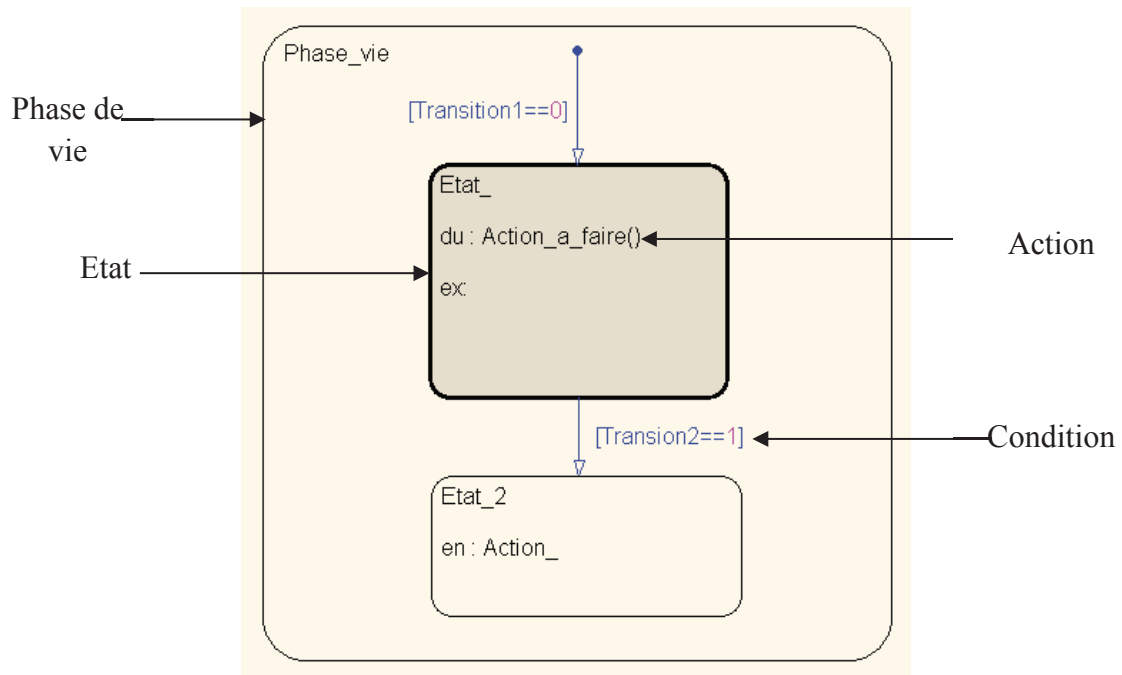 Phase_vie
[Transition1==0]
Phase de
vie
Etat_
du : Action_a_faire()
Action
Etat
ex:
[Transion2==1]
Condition
Etat_2
en : Action_